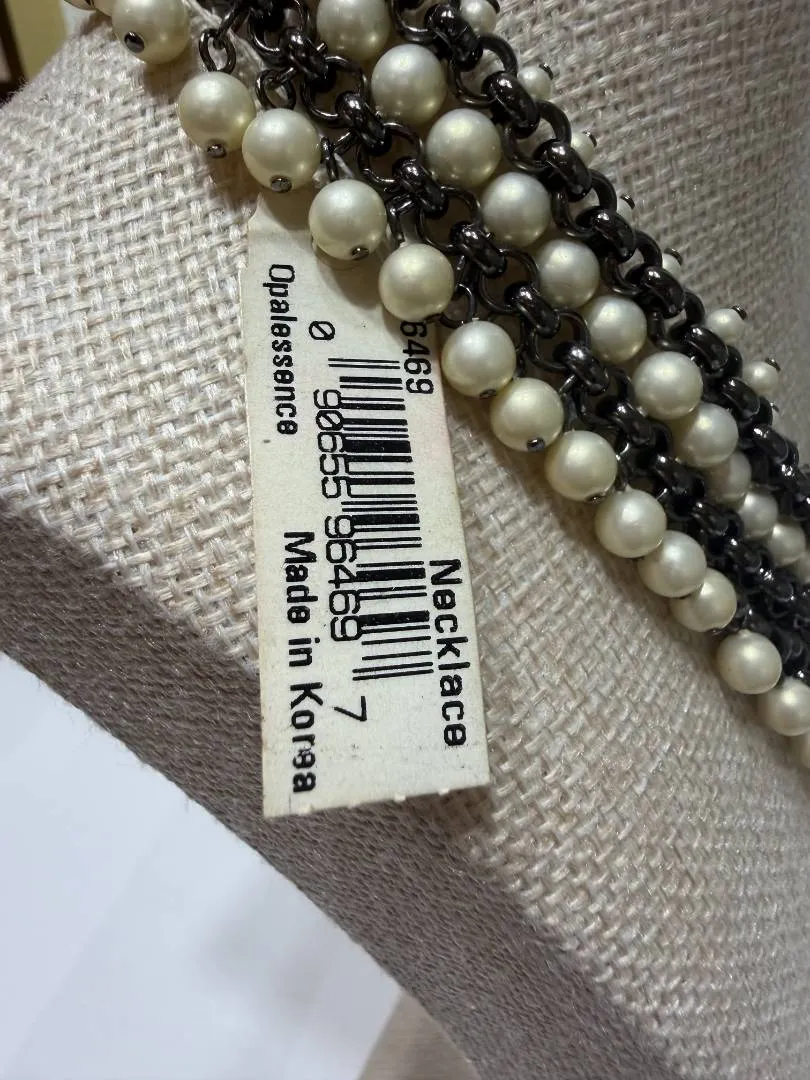 6469 Necklace
0 90655 96469 7
Opalessence Made in Korea